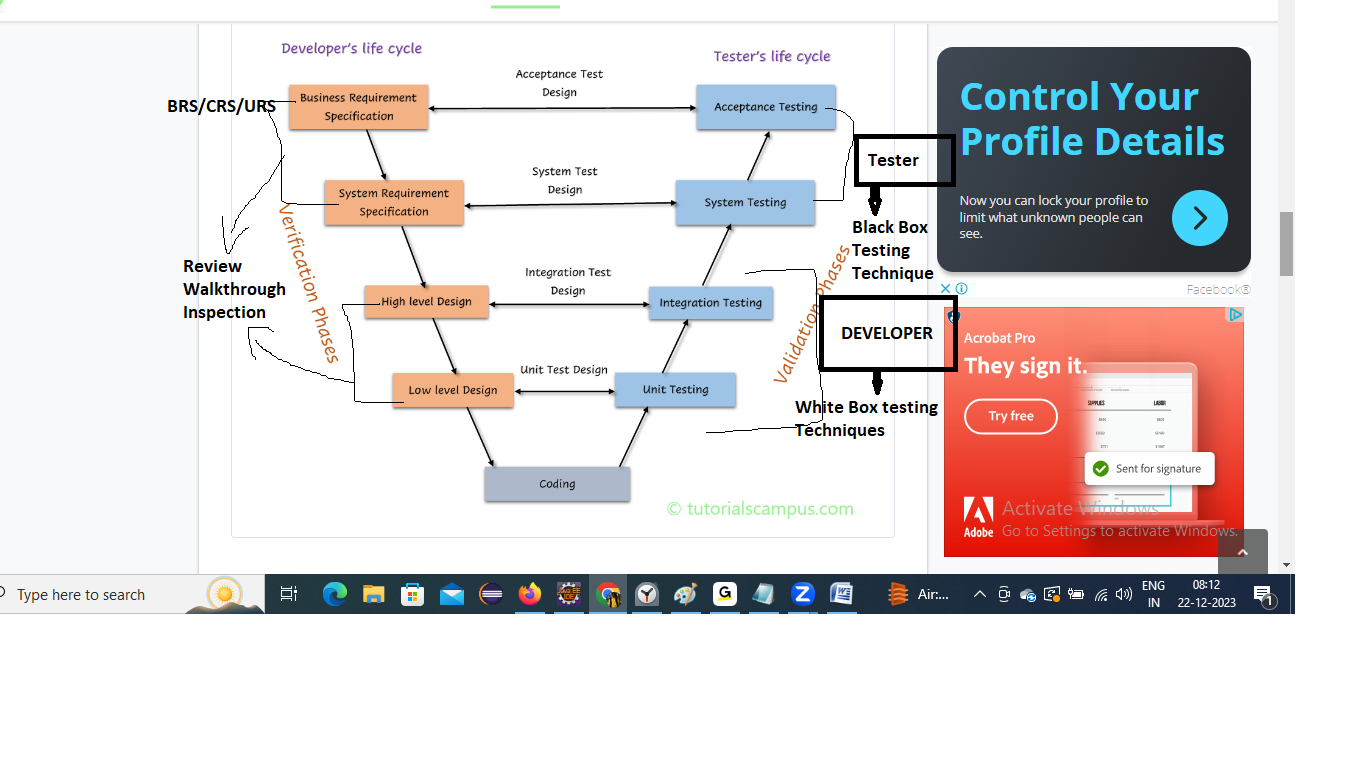 Developer's life cycle
Tester's life cycle
Acceptance Test
Design
BRS/CRS/URS
Business Requirement
Specification
Acceptance Testing
Tester
System Test
Design
System Requirement
Specification
System Testing
Black Box
Testing
Technique
Verification Phases
Validation Phases
Review
Walkthrough
Inspection
Integration Test
Design
High level Design
Integration Testing
DEVELOPER
Unit Test Design
Low level Design
Unit Testing
White Box testing
Techniques
Coding
© tutorialscampus.com
Control Your
Profile Details
Now you can lock your profile to
limit what unknown people can
see.
Facebook®
Acrobat Pro
They sign it.
Try free
SUPPLIES LABOR
Sent for signature
Adobe
Activate Windows
Go to Settings to activate Windows.
Type here to search
Air:...
ENG
IN
08:12
22-12-2023
1